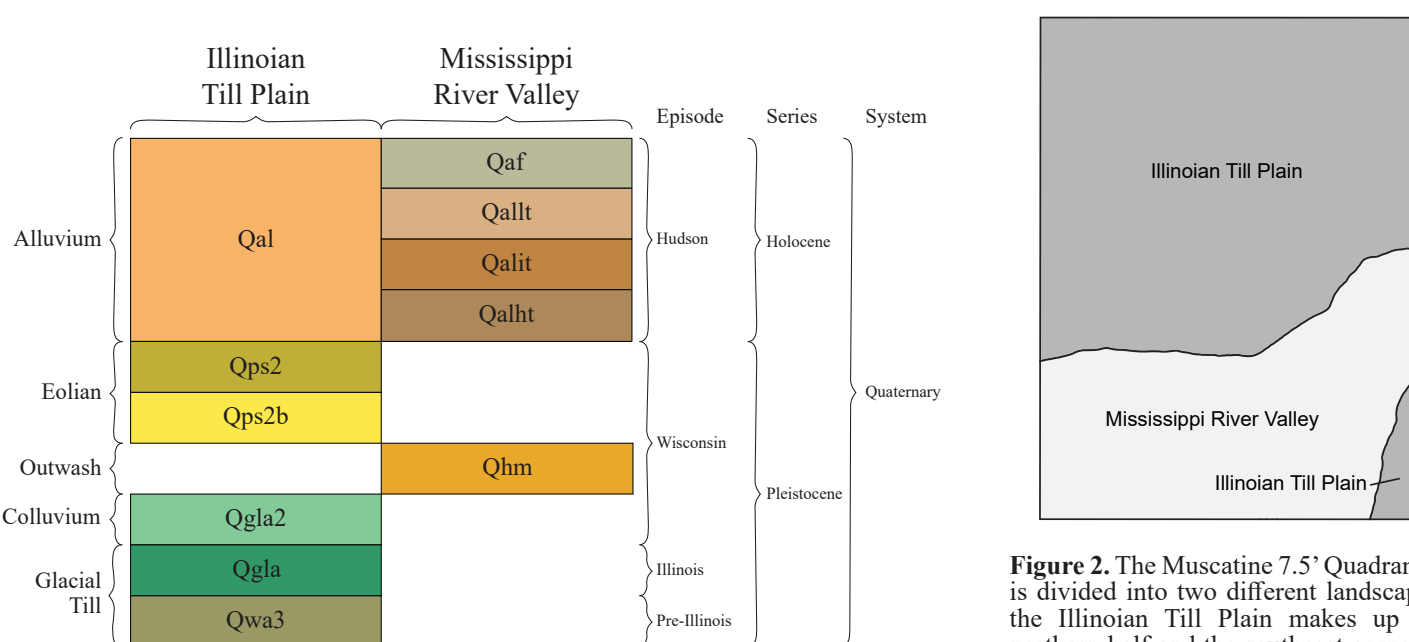 Illinoian
Till Plain
Mississippi
River Valley
Episode
Series
System
Alluvium
Qal
Qaf
Qallt
Qalit
Qalht
Hudson
Holocene
Eolian
Qps2
Qps2b
Outwash
Qhm
Wisconsin
Colluvium
Qgla2
Pleistocene
Quaternary
Glacial
Till
Qgla
Qwa3
Illinois
Pre-Illinois
Illinoian Till Plain
Mississippi River Valley
Illinoian Till Plain
Figure 2. The Muscatine 7.5’ Quadran
is divided into two different landscap
the Illinoian Till Plain makes up